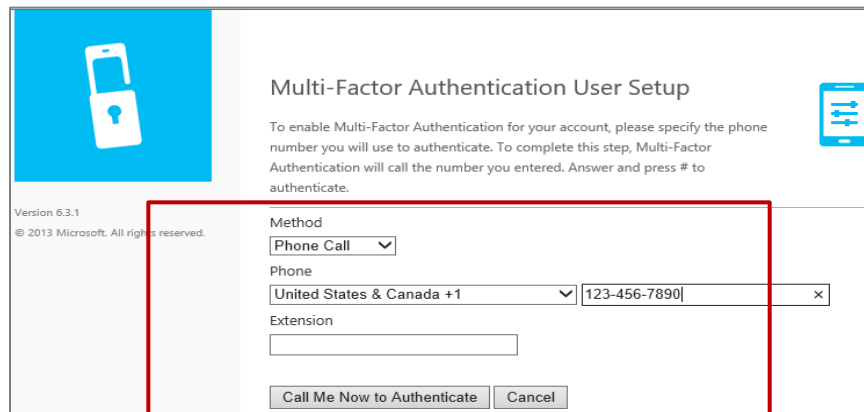 Multi-Factor Authentication User Setup
To enable Multi-Factor Authentication for your account, please specify the phone
number you will use to authenticate. To complete this step, Multi-Factor
Authentication will call the number you entered. Answer and press # to
authenticate.
Version 6.3.1
© 2013 Microsoft. All rights reserved.
Method
Phone Call
Phone
United States & Canada +1 123-456-7890 ×
Extension
Call Me Now to Authenticate Cancel